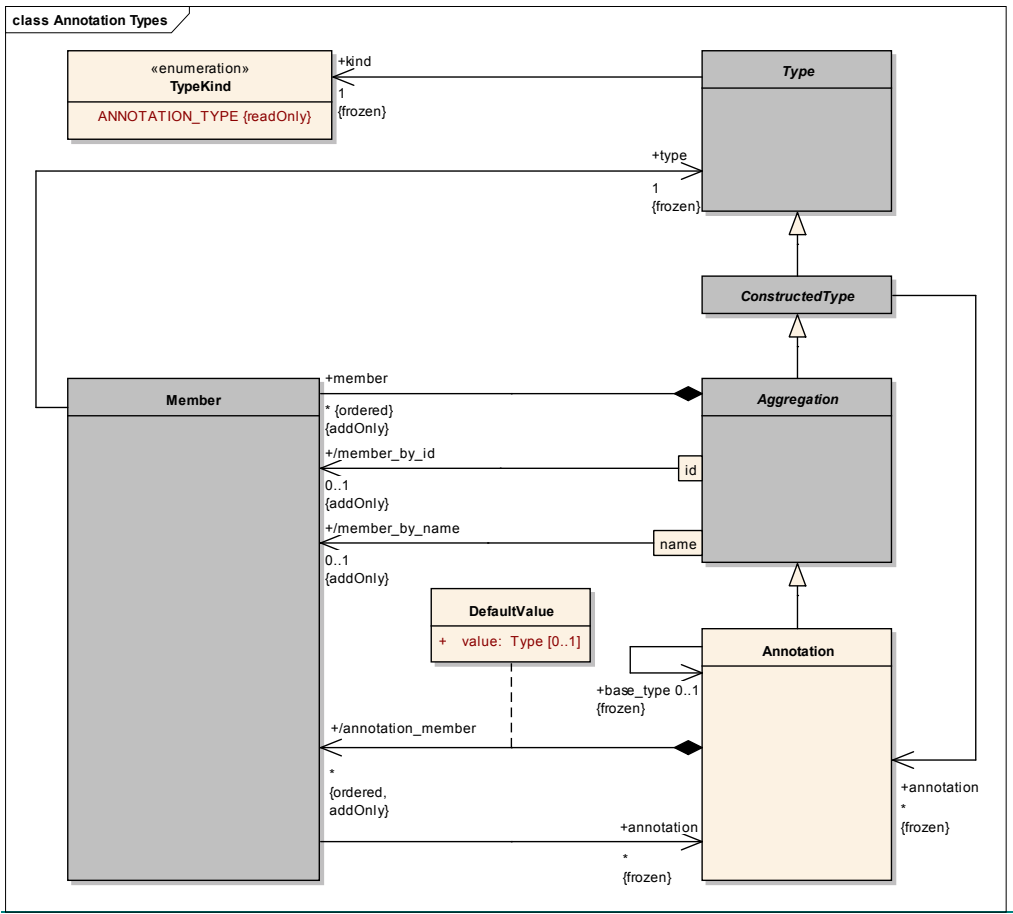 class Annotation Types
«enumeration»
TypeKind
ANNOTATION_TYPE {readOnly}
+kind
1
{frozen}
Type
+type
1
{frozen}
ConstructedType
Member
+member
* {ordered}
{addOnly}
Aggregation
+/member_by_id
0..1
{addOnly}
id
+/member_by_name
0..1
{addOnly}
name
DefaultValue
+ value: Type [0..1]
Annotation
+base_type 0..1
{frozen}
+/annotation_member
*
{ordered,
addOnly}
+annotation
*
{frozen}
+annotation
*
{frozen}